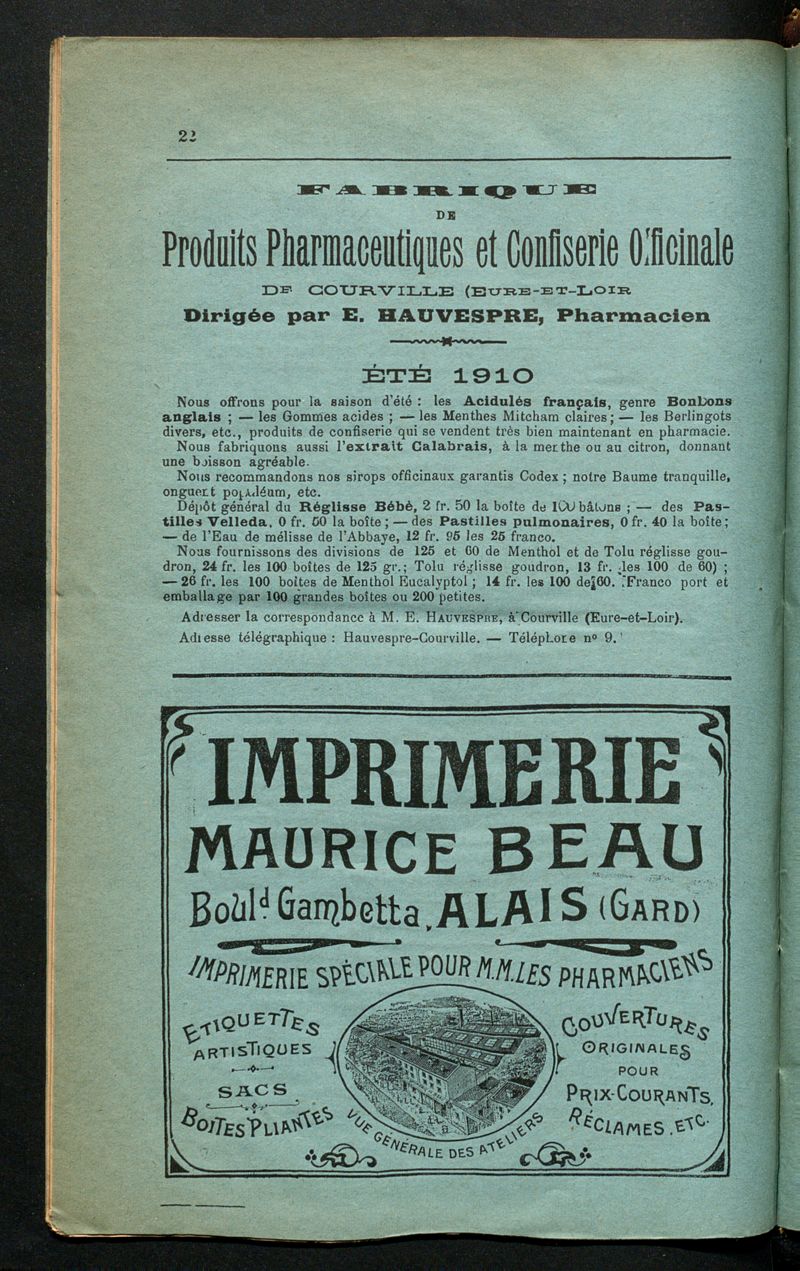 22
FABRIQUE
DE
Produits Pharmaceutiques et Confiserie Officinale
DE COURVILLE (EURE-ET-LOIR
Dirigée par E. HAUVESPRE, Pharmacien
ÉTÉ 1910
Nous offrons pour la saison d'été : les Acidulés français, genre Bonbons
anglais ; — les Gommes acides ; — les Menthes Mitcham claires ; — les Berlingots
divers, etc., produits de confiserie qui se vendent très bien maintenant en pharmacie.
Nous fabriquons aussi l'extrait Calabrais, à la menthe ou au citron, donnant
une boisson agréable.
Nous recommandons nos sirops officinaux garantis Codex ; notre Baume tranquille,
onguent populéum, etc.
Dépôt général du Réglisse Bébé, 2 fr. 50 la boîte de 100 bâtons ; — des Pas-
tilles Velleda, 0 fr. 50 la boîte ; — des Pastilles pulmonaires, 0 fr. 40 la boîte ;
— de l'Eau de mélisse de l'Abbaye, 12 fr. 95 les 25 franco.
Nous fournissons des divisions de 125 et 60 de Menthol et de Tolu réglisse gou-
dron, 24 fr. les 100 boîtes de 125 gr.; Tolu réglisse goudron, 13 fr. les 100 de 60) ;
— 26 fr. les 100 boîtes de Menthol Eucalyptol ; 14 fr. les 100 de 60. Franco port et
emballage par 100 grandes boîtes ou 200 petites.
Adresser la correspondance à M. E. HAUVESPRE, à Courville (Eure-et-Loir).
Adresse télégraphique : Hauvespre-Courville. — Téléphone nº 9.
IMPRIMERIE
MAURICE BEAU
Bould Gambetta, ALAIS (GARD)
IMPRIMERIE SPÉCIALE POUR M.M. LES PHARMACIENS
ETIQUETTES
ARTISTIQUES
SACS
BOITES PLIANTES
VUE GÉNÉRALE DES ATELIERS
COUVERTURES
ORIGINALES
POUR
PRIX-COURANTS,
RÉCLAMES, ETC.